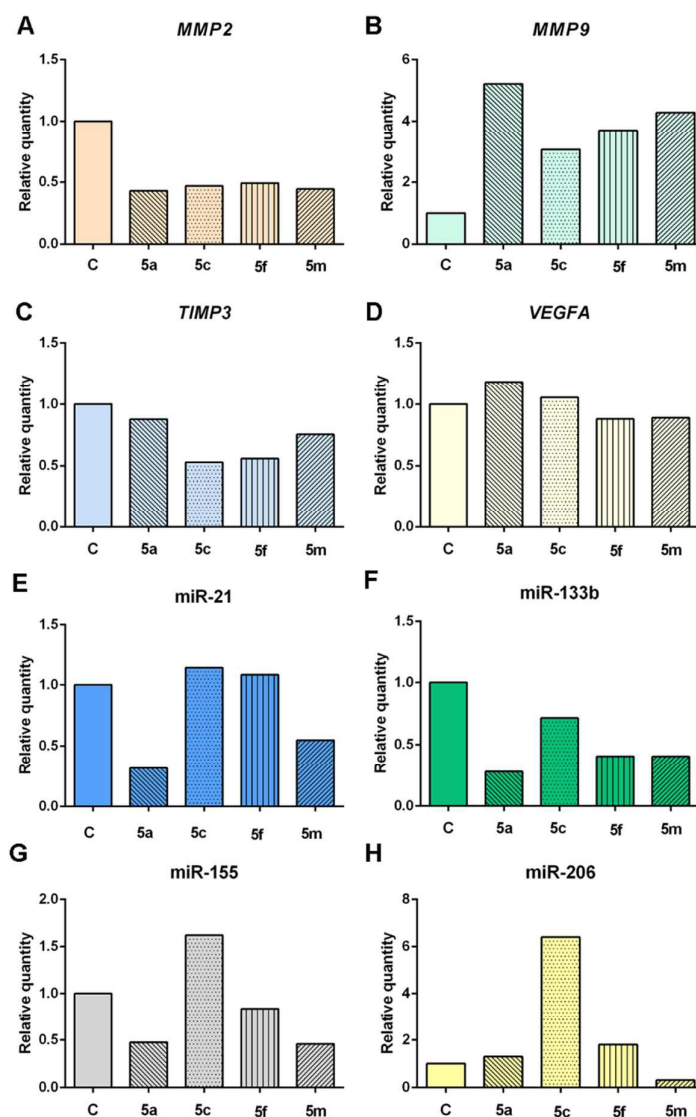 A
MMP2
Relative quantity
1.5
1.0
0.5
0.0
C 5a 5c 5f 5m
B
MMP9
Relative quantity
6
4
2
0
C 5a 5c 5f 5m
C
TIMP3
Relative quantity
1.5
1.0
0.5
0.0
C 5a 5c 5f 5m
D
VEGFA
Relative quantity
1.5
1.0
0.5
0.0
C 5a 5c 5f 5m
E
miR-21
Relative quantity
1.5
1.0
0.5
0.0
C 5a 5c 5f 5m
F
miR-133b
Relative quantity
1.5
1.0
0.5
0.0
C 5a 5c 5f 5m
G
miR-155
Relative quantity
2.0
1.5
1.0
0.5
0.0
C 5a 5c 5f 5m
H
miR-206
Relative quantity
8
6
4
2
0
C 5a 5c 5f 5m